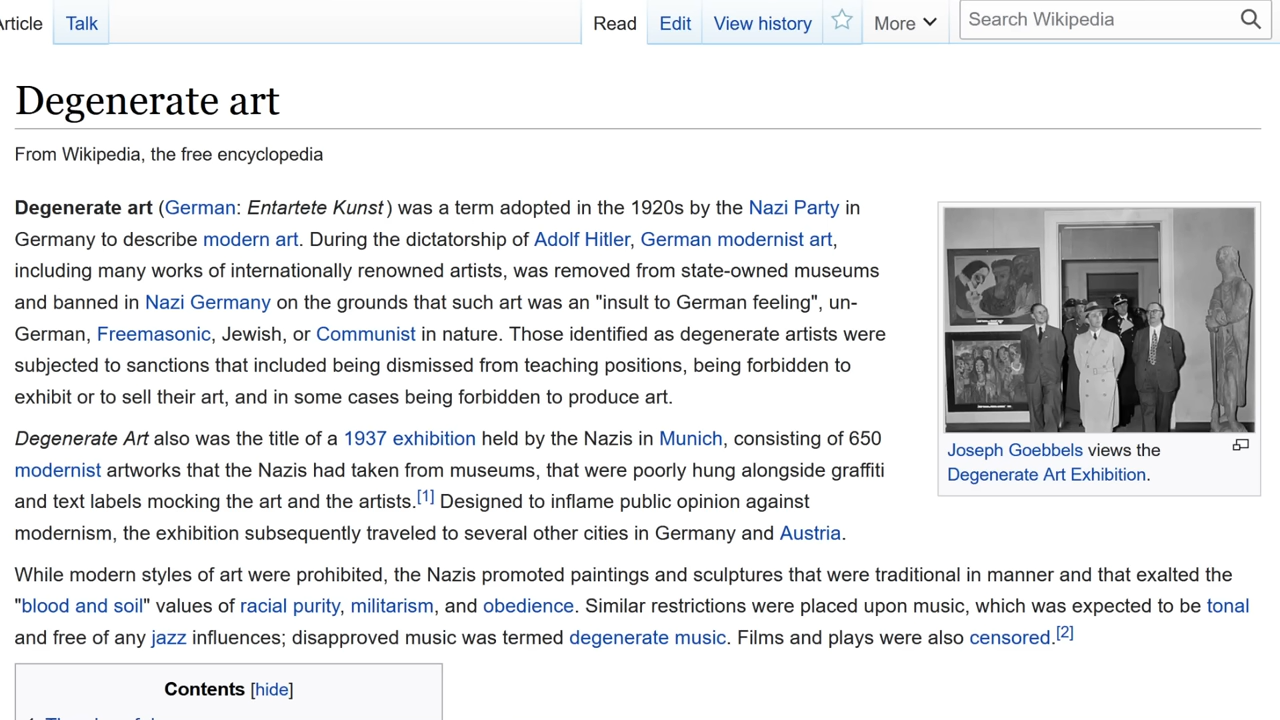 Article Talk Read Edit View history More Search Wikipedia
Degenerate art
From Wikipedia, the free encyclopedia
Degenerate art (German: Entartete Kunst) was a term adopted in the 1920s by the Nazi Party in
Germany to describe modern art. During the dictatorship of Adolf Hitler, German modernist art,
including many works of internationally renowned artists, was removed from state-owned museums
and banned in Nazi Germany on the grounds that such art was an "insult to German feeling", un-
German, Freemasonic, Jewish, or Communist in nature. Those identified as degenerate artists were
subjected to sanctions that included being dismissed from teaching positions, being forbidden to
exhibit or to sell their art, and in some cases being forbidden to produce art.
Degenerate Art also was the title of a 1937 exhibition held by the Nazis in Munich, consisting of 650
modernist artworks that the Nazis had taken from museums, that were poorly hung alongside graffiti
and text labels mocking the art and the artists.[1] Designed to inflame public opinion against
modernism, the exhibition subsequently traveled to several other cities in Germany and Austria.
Joseph Goebbels views the
Degenerate Art Exhibition.
While modern styles of art were prohibited, the Nazis promoted paintings and sculptures that were traditional in manner and that exalted the
"blood and soil" values of racial purity, militarism, and obedience. Similar restrictions were placed upon music, which was expected to be tonal
and free of any jazz influences; disapproved music was termed degenerate music. Films and plays were also censored.[2]
Contents [hide]